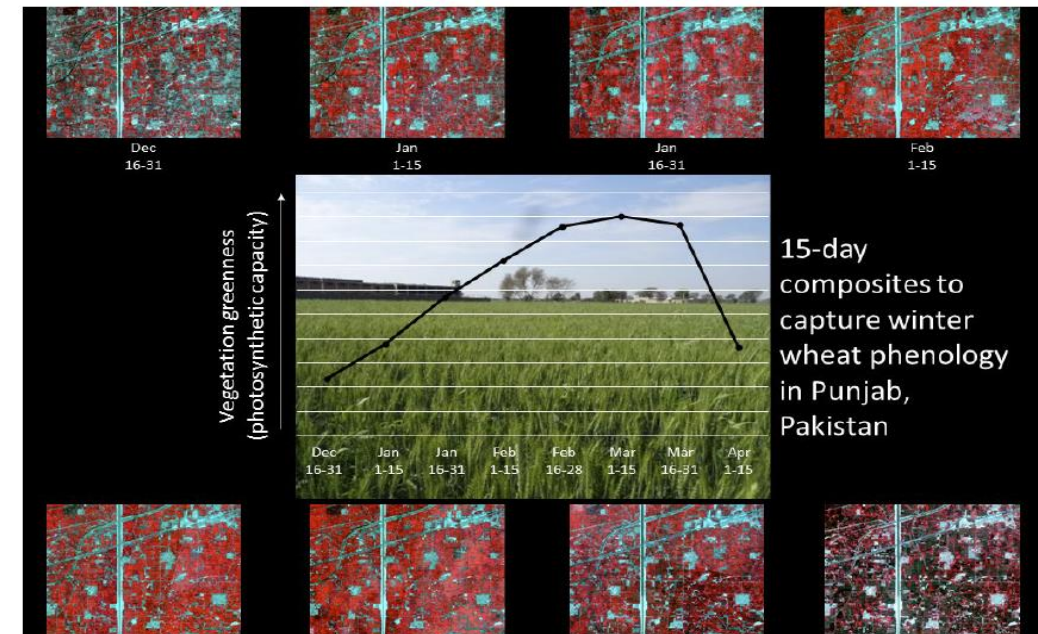 Dec
16-31
Jan
1-15
Jan
16-31
Feb
1-15
Vegetation greenness
(photosynthetic capacity)
15-day
composites to
capture winter
wheat phenology
in Punjab,
Pakistan
Dec Jan Jan Feb Feb Mar Mar Apr
16-31 1-15 16-31 1-15 16-28 1-15 16-31 1-15